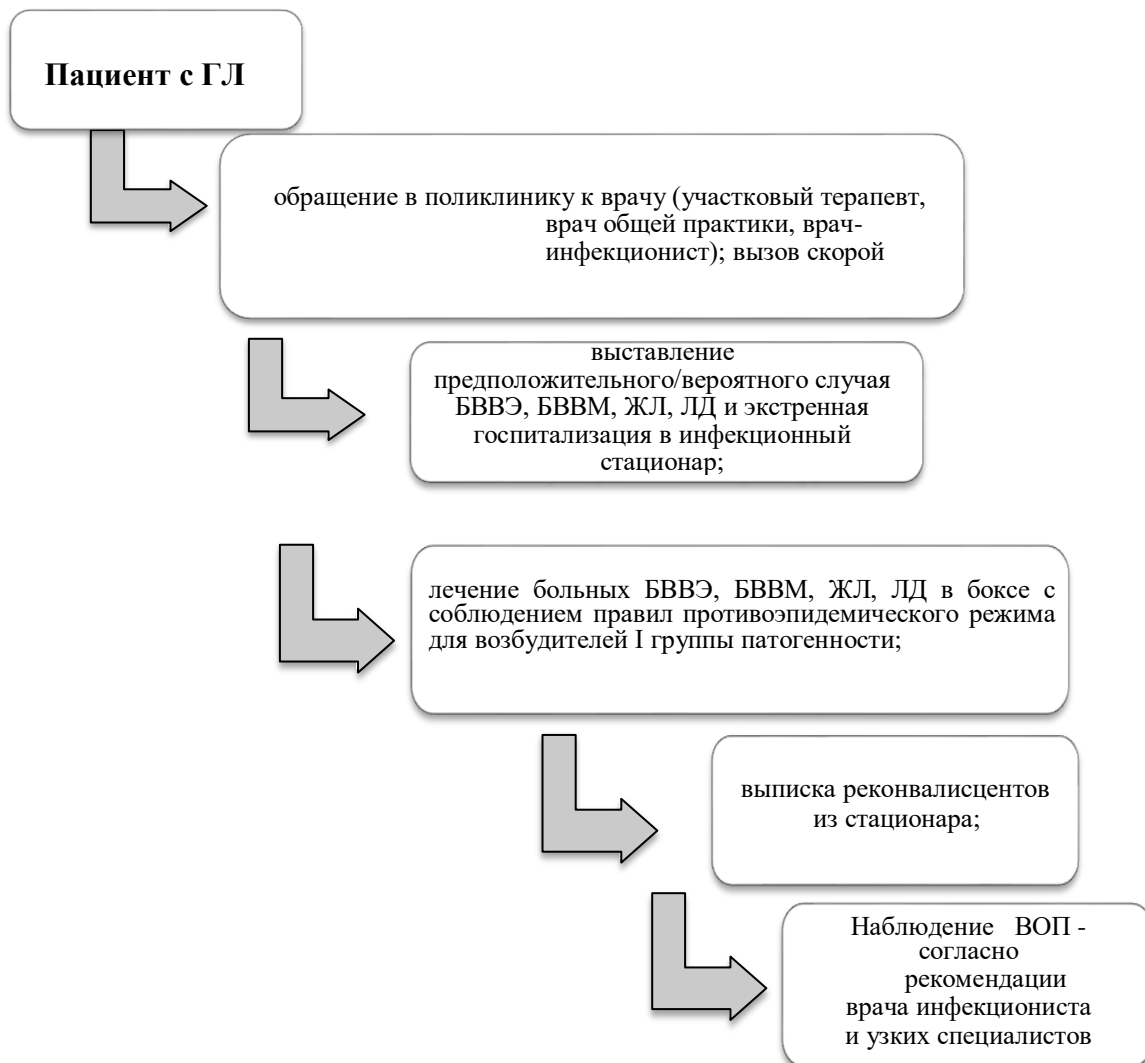 Пациент с ГЛ
обращение в поликлинику к врачу (участковый терапевт,
врач общей практики, врач-
инфекционист); вызов скорой
выставление
предположительного/вероятного случая
БВВЭ, БВВМ, ЖЛ, ЛД и экстренная
госпитализация в инфекционный
стационар;
лечение больных БВВЭ, БВВМ, ЖЛ, ЛД в боксе с
соблюдением правил противоэпидемического режима
для возбудителей I группы патогенности;
выписка реконвалисцентов
из стационара;
Наблюдение ВОП -
согласно
рекомендации
врача инфекциониста
и узких специалистов